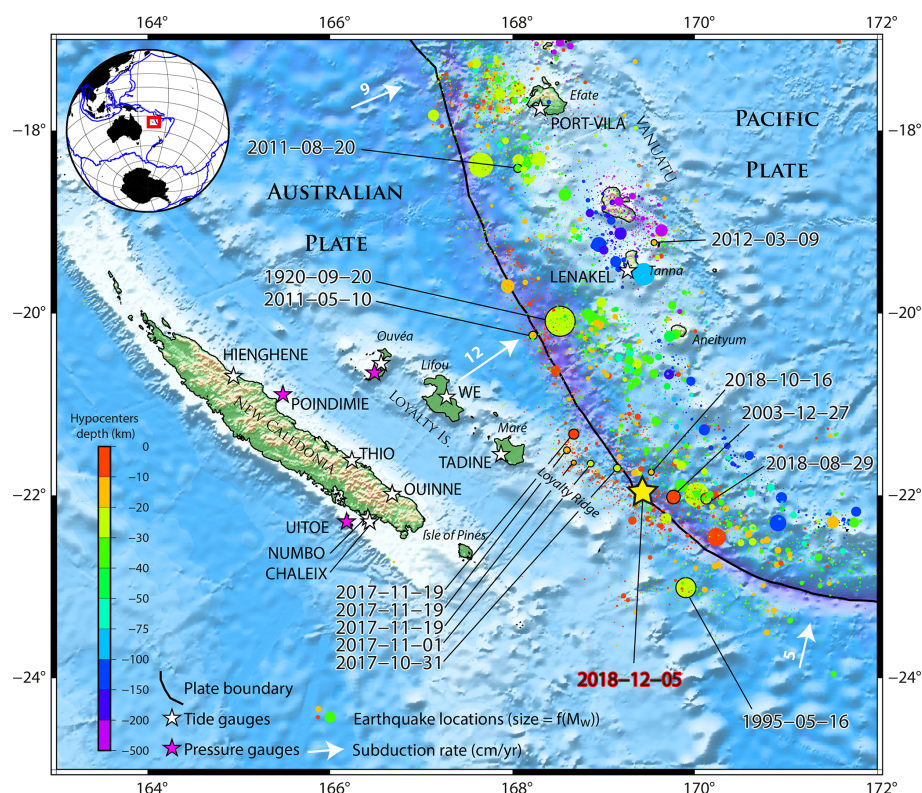 164° 166° 168° 170° 172°
−18°
−20°
−22°
−24°
164° 166° 168° 170° 172°
9
Efate
PORT−VILA
VANUATU
PACIFIC
PLATE
2011−08−20
AUSTRALIAN
PLATE
2012−03−09
LENAKEL
Tanna
1920−09−20
2011−05−10
Aneityum
Ouvéa
12
Lifou
WE
HIENGHENE
POINDIMIE
NEW
CALEDONIA
LOYALTY IS.
Maré
TADINE
2018−10−16
2003−12−27
2018−08−29
THIO
OUINNE
Loyalty Ridge
UITOE
Isle of Pines
NUMBO
CHALEIX
2017−11−19
2017−11−19
2017−11−19
2017−11−01
2017−10−31
2018−12−05
5
1995−05−16
Hypocenters
depth (km)
0
−10
−20
−30
−40
−50
−75
−100
−150
−200
−500
Plate boundary
Tide gauges
Earthquake locations (size = f(Mw))
Pressure gauges
Subduction rate (cm/yr)